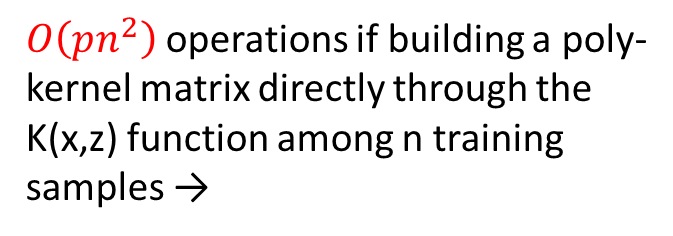 O(pn²) operations if building a poly-
kernel matrix directly through the
K(x,z) function among n training
samples →